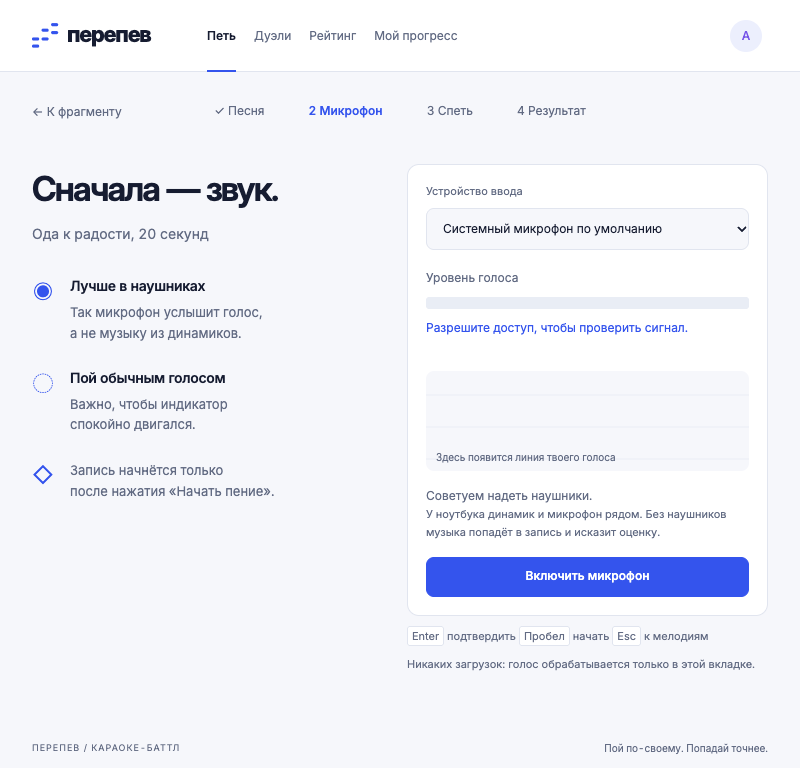 перепев
Петь Дуэли Рейтинг Мой прогресс
А
← К фрагменту
✓ Песня 2 Микрофон 3 Спеть 4 Результат
Сначала — звук.
Ода к радости, 20 секунд
Лучше в наушниках
Так микрофон услышит голос,
а не музыку из динамиков.
Пой обычным голосом
Важно, чтобы индикатор
спокойно двигался.
Запись начнётся только
после нажатия «Начать пение».
Устройство ввода
Системный микрофон по умолчанию
Уровень голоса
Разрешите доступ, чтобы проверить сигнал.
Здесь появится линия твоего голоса
Советуем надеть наушники.
У ноутбука динамик и микрофон рядом. Без наушников
музыка попадёт в запись и исказит оценку.
Включить микрофон
Enter подтвердить Пробел начать Esc к мелодиям
Никаких загрузок: голос обрабатывается только в этой вкладке.
ПЕРЕПЕВ / КАРАОКЕ-БАТТЛ
Пой по-своему. Попадай точнее.